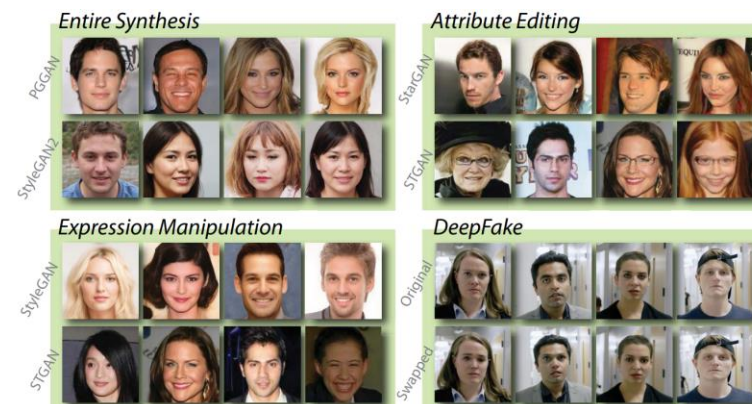 Entire Synthesis
PGGAN
StyleGAN2
Attribute Editing
StarGAN
STGAN
Expression Manipulation
StyleGAN
STGAN
DeepFake
Original
Swapped